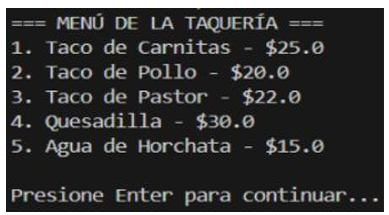 === MENÚ DE LA TAQUERÍA ===
1. Taco de Carnitas - $25.0
2. Taco de Pollo - $20.0
3. Taco de Pastor - $22.0
4. Quesadilla - $30.0
5. Agua de Horchata - $15.0
Presione Enter para continuar...